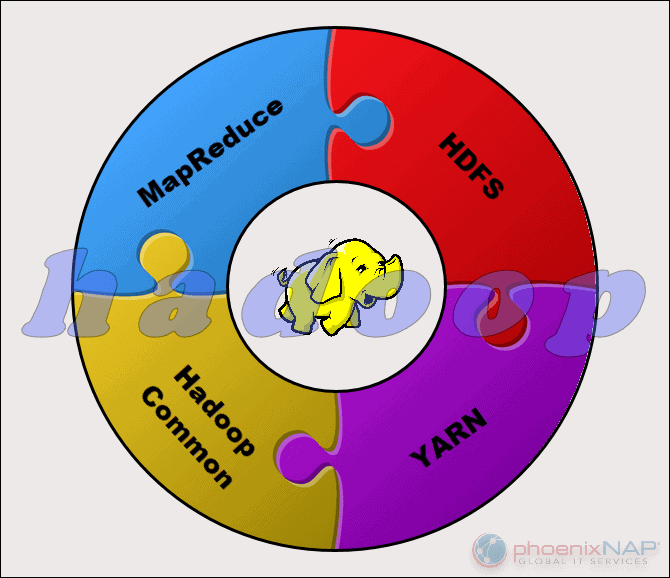 MapReduce
HDFS
hadoop
Hadoop
Common
YARN
phoenixNAP®
GLOBAL IT SERVICES